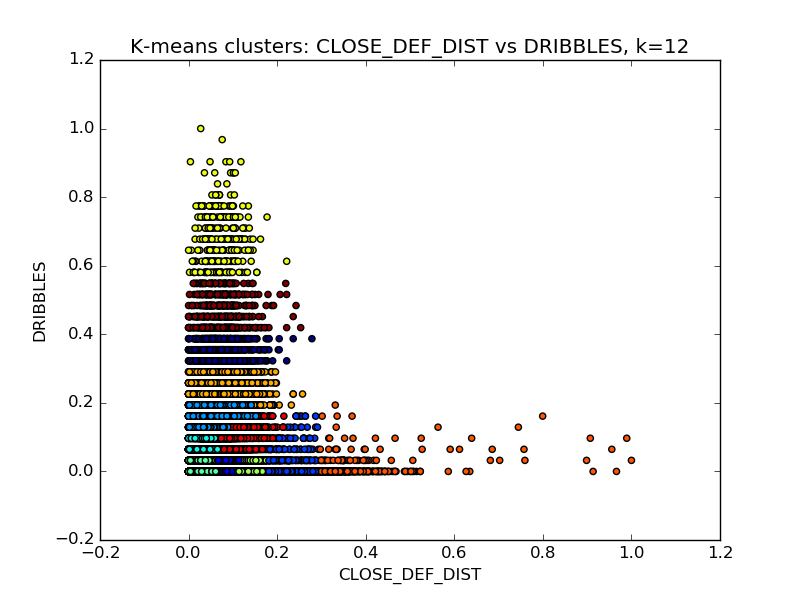 K-means clusters: CLOSE_DEF_DIST vs DRIBBLES, k=12
1.2
1.0
0.8
0.6
0.4
0.2
0.0
−0.2
DRIBBLES
−0.2 0.0 0.2 0.4 0.6 0.8 1.0 1.2
CLOSE_DEF_DIST